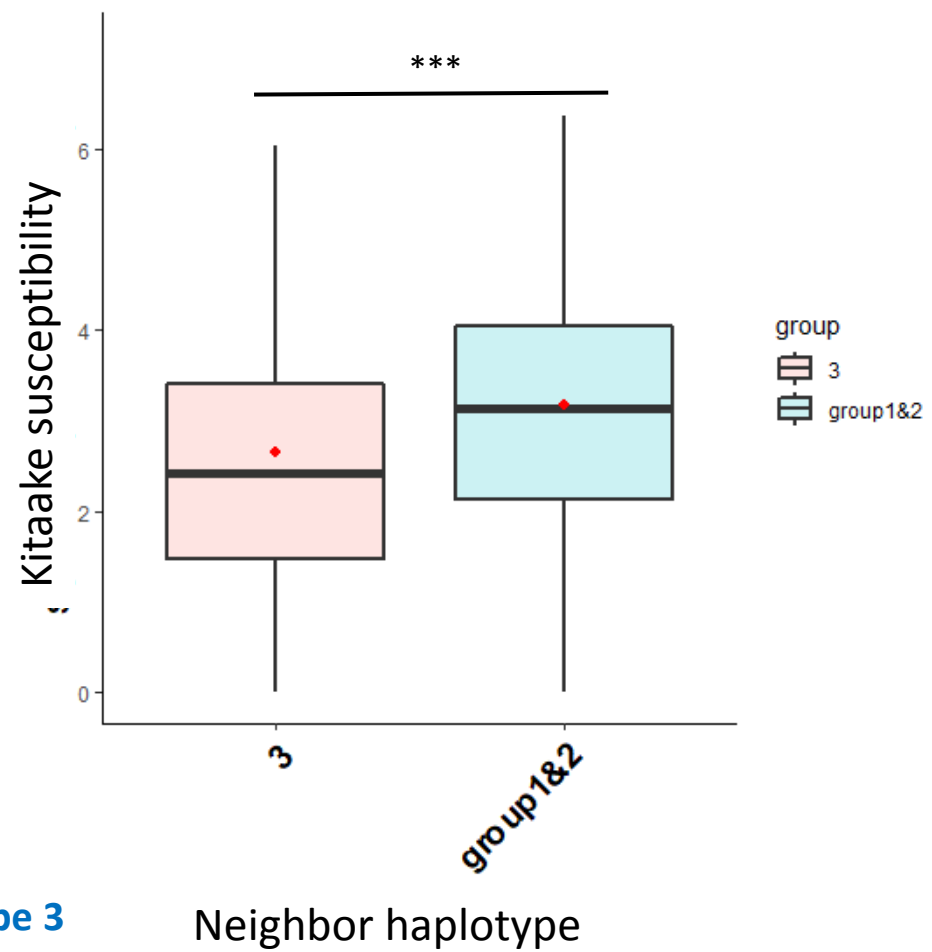 ***
Kitaake susceptibility
6
4
2
0
group
3
group1&2
3
group1&2
pe 3
Neighbor haplotype